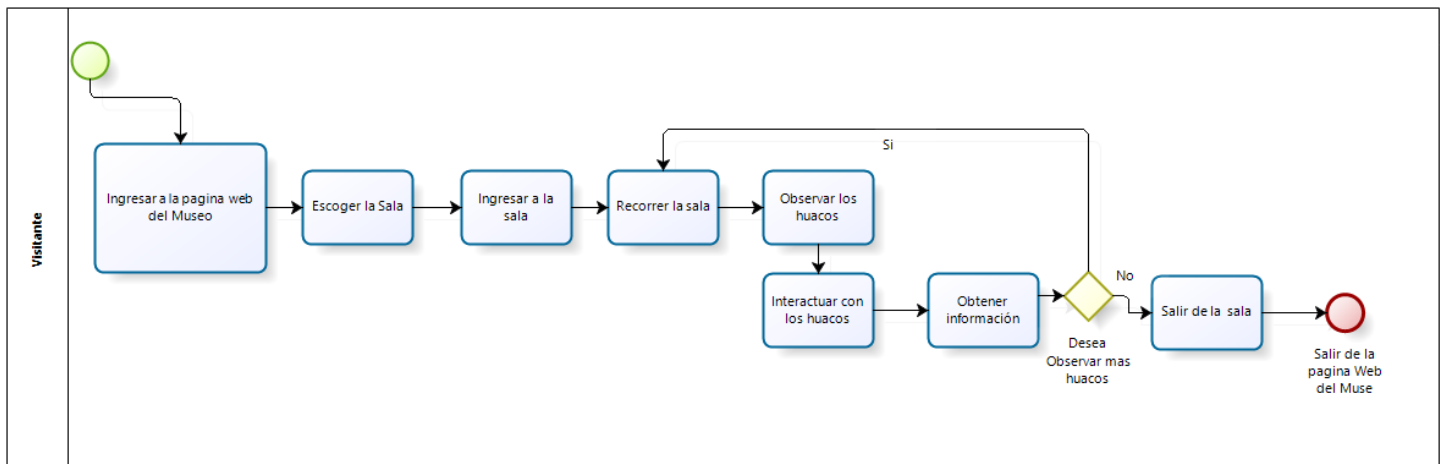 Visitante
Ingresar a la pagina web
del Museo
Escoger la Sala
Ingresar a la
sala
Recorrer la sala
Observar los
huacos
Si
Interactuar con
los huacos
Obtener
información
Desea
Observar mas
huacos
No
Salir de la sala
Salir de la
pagina Web
del Muse